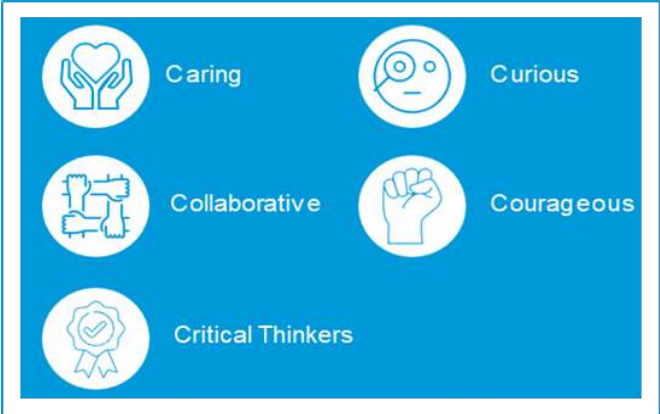 Caring
Curious
Collaborative
Courageous
Critical Thinkers